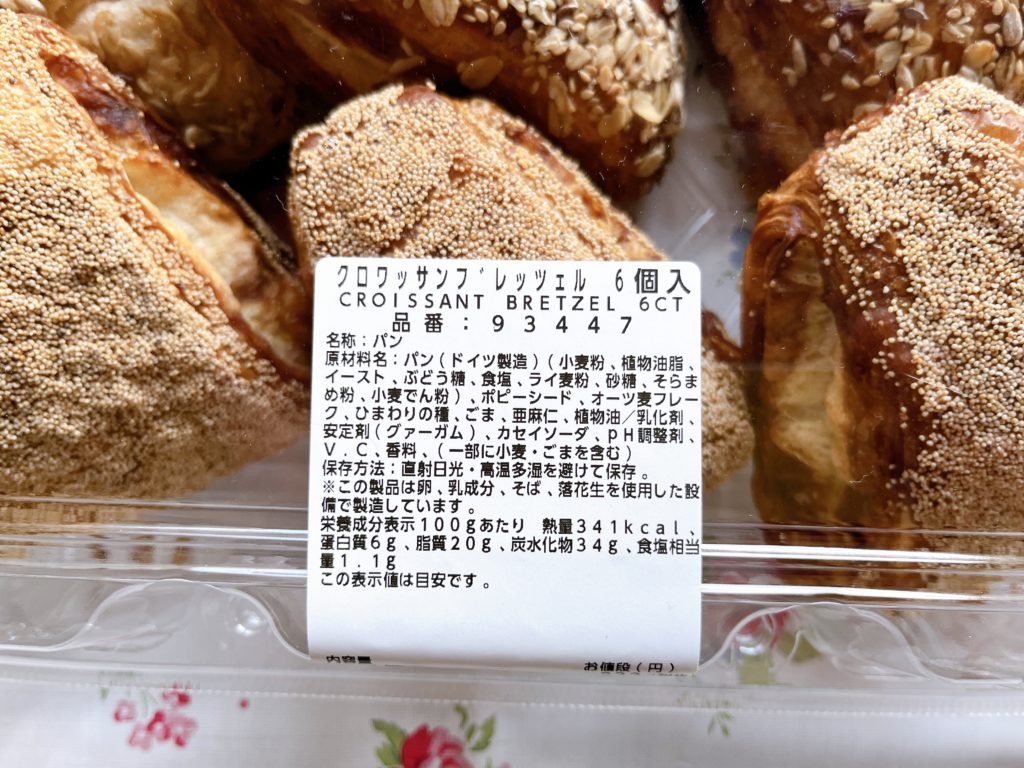 クロワッサンブレッツェル 6個入
CROISSANT BRETZEL 6CT
品番:93447
名称:パン
原材料名:パン(ドイツ製造)(小麦粉、植物油脂、
イースト、ぶどう糖、食塩、ライ麦粉、砂糖、そらま
め粉、小麦でん粉)、ポピーシード、オーツ麦フレー
ク、ひまわりの種、ごま、亜麻仁、植物油/乳化剤、
安定剤(グァーガム)、カセイソーダ、pH調整剤、
V.C、香料、(一部に小麦・ごまを含む)
保存方法:直射日光・高温多湿を避けて保存。
※この製品は卵、乳成分、そば、落花生を使用した設
備で製造しています。
栄養成分表示100gあたり 熱量341kcal、
蛋白質6g、脂質20g、炭水化物34g、食塩相当
量1.1g
この表示値は目安です。
内容量 お値段(円)